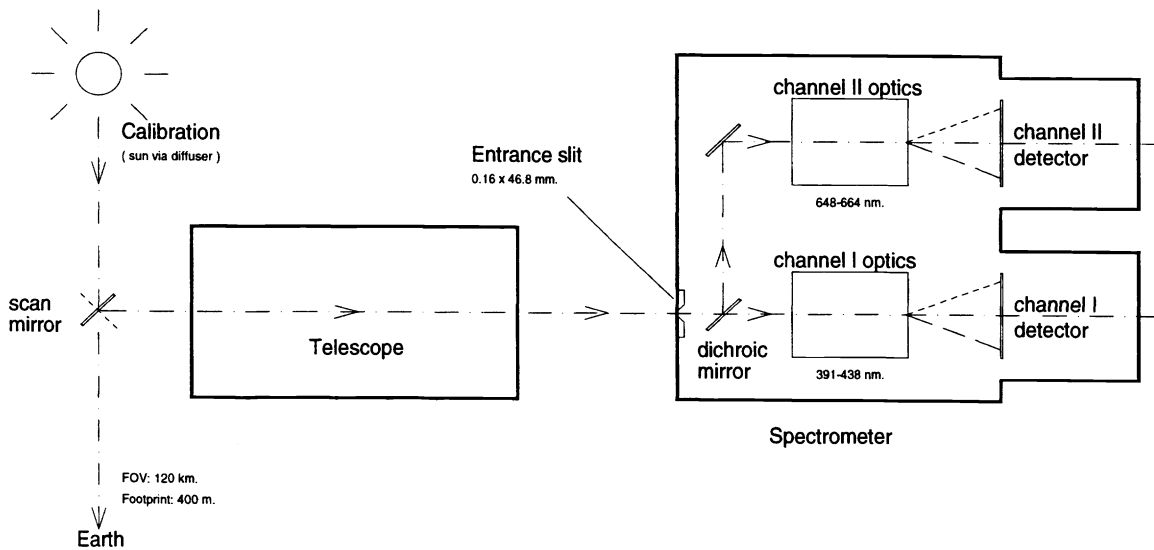 Calibration
( sun via diffuser )
scan
mirror
FOV: 120 km.
Footprint: 400 m.
Earth
Telescope
Entrance slit
0.16 x 46.8 mm.
channel II optics
648-664 nm.
channel II
detector
channel I optics
391-438 nm.
channel I
detector
dichroic
mirror
Spectrometer